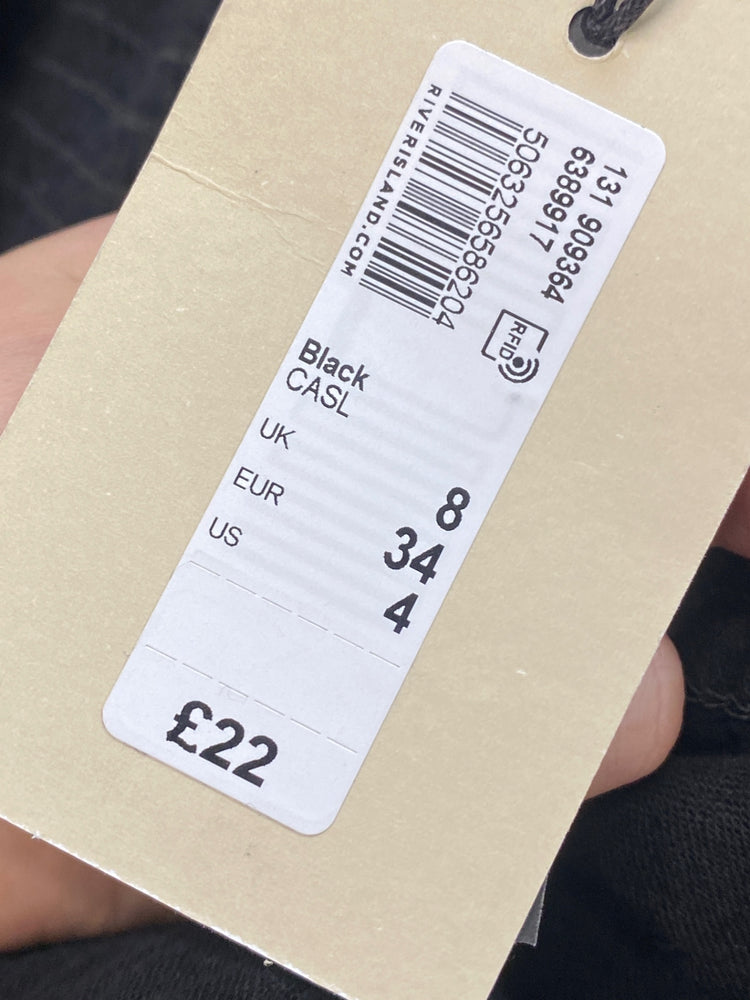 RIVERISLAND.COM
5063256586204
131 909364
6389917
RFID
Black
CASL
UK 8
EUR 34
US 4
£22